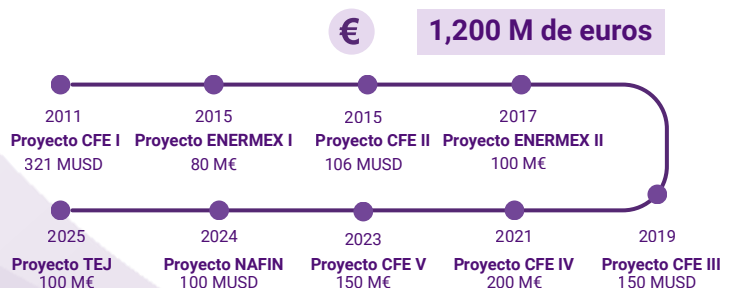 € 1,200 M de euros
2011 2015 2015 2017
Proyecto CFE I Proyecto ENERMEX I Proyecto CFE II Proyecto ENERMEX II
321 MUSD 80 M€ 106 MUSD 100 M€
2025 2024 2023 2021 2019
Proyecto TEJ Proyecto NAFIN Proyecto CFE V Proyecto CFE IV Proyecto CFE III
100 M€ 100 MUSD 150 M€ 200 M€ 150 MUSD